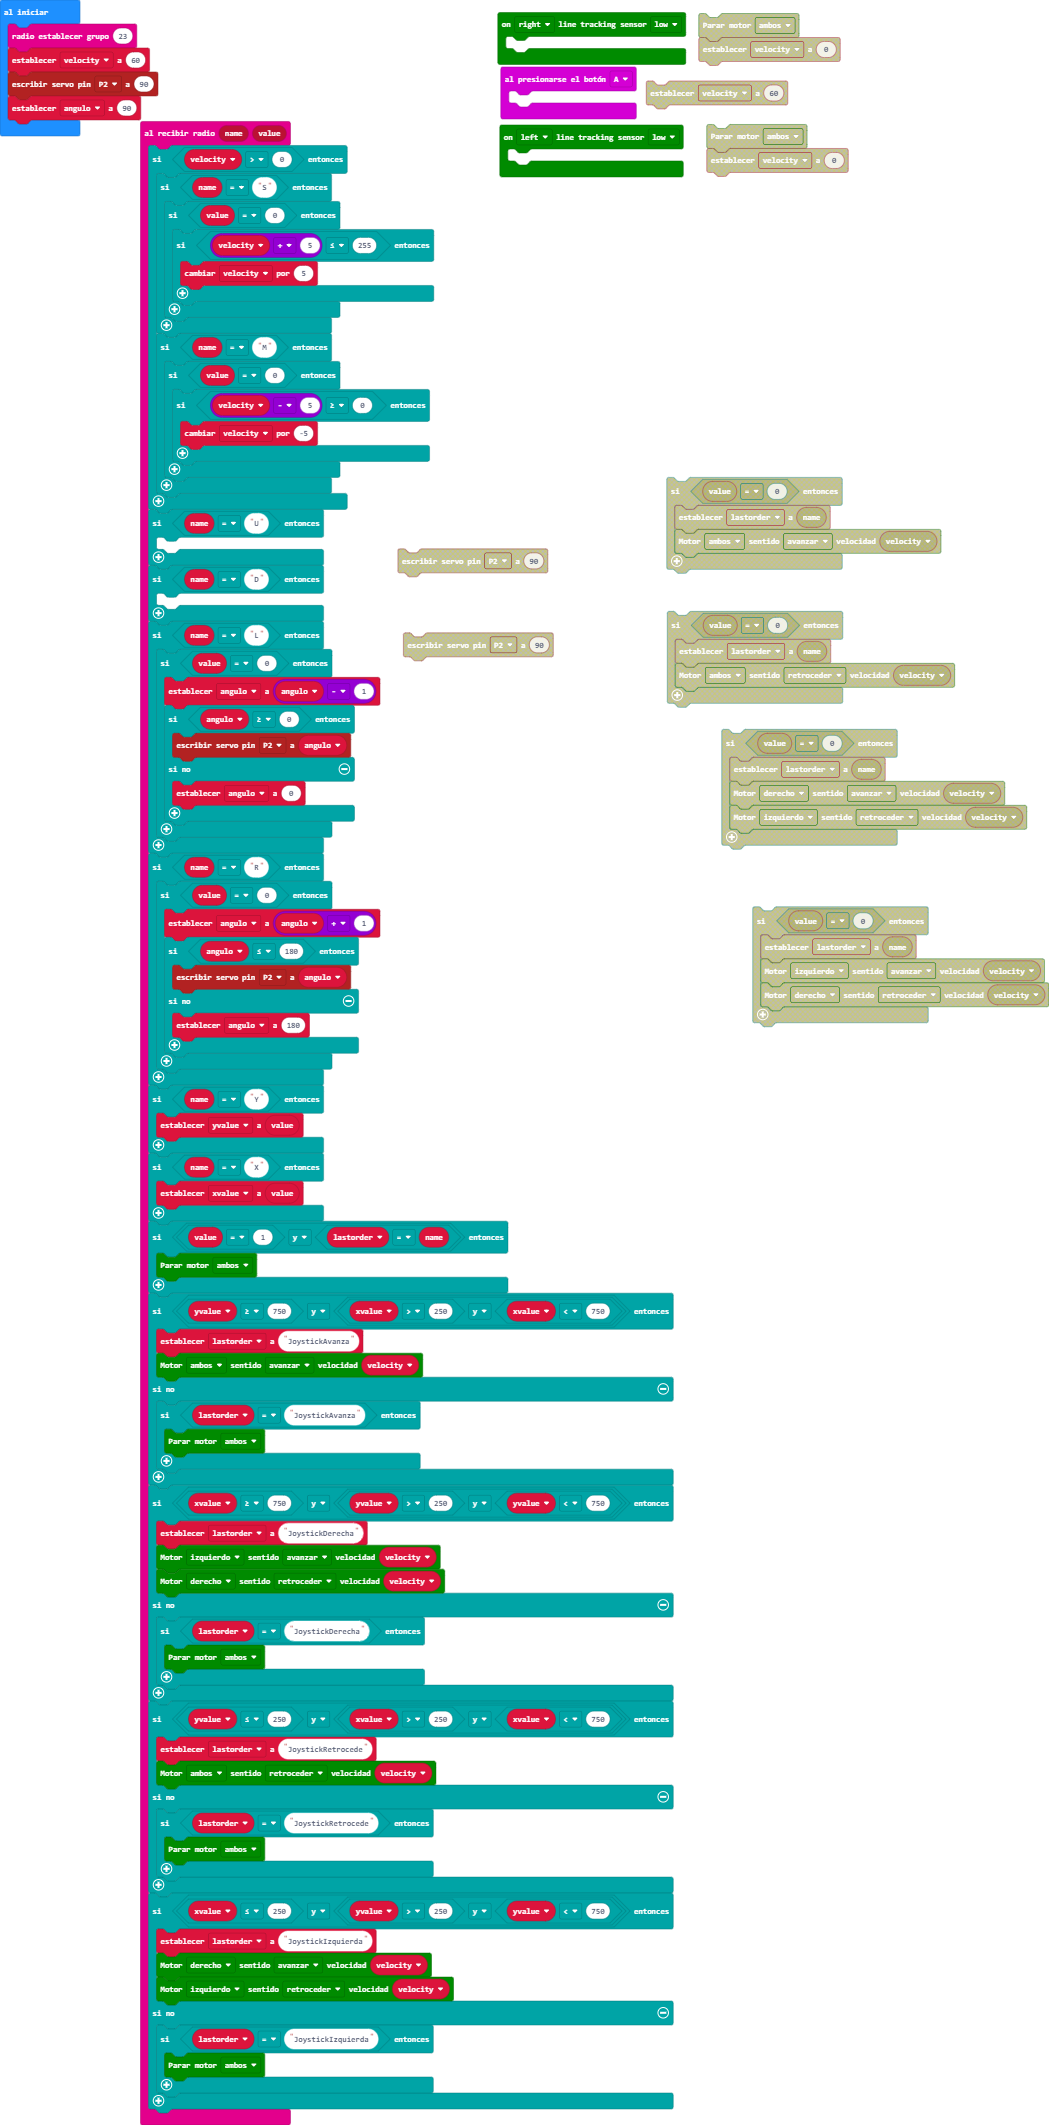 al iniciar
radio establecer grupo 23
establecer velocity ▾ a 60
escribir servo pin P2 ▾ a 90
establecer angulo ▾ a 90
on right ▾ line tracking sensor low ▾
Parar motor ambos ▾
establecer velocity ▾ a 0
al presionarse el botón A ▾
establecer velocity ▾ a 60
on left ▾ line tracking sensor low ▾
Parar motor ambos ▾
establecer velocity ▾ a 0
al recibir radio name value
si velocity ▾ > ▾ 0 entonces
si name = ▾ "S" entonces
si value = ▾ 0 entonces
si velocity ▾ + ▾ 5 ≤ ▾ 255 entonces
cambiar velocity ▾ por 5
si name = ▾ "M" entonces
si value = ▾ 0 entonces
si velocity ▾ - ▾ 5 ≥ ▾ 0 entonces
cambiar velocity ▾ por -5
si name = ▾ "U" entonces
si name = ▾ "D" entonces
si name = ▾ "L" entonces
si value = ▾ 0 entonces
establecer angulo ▾ a angulo ▾ - ▾ 1
si angulo ▾ ≥ ▾ 0 entonces
escribir servo pin P2 ▾ a angulo ▾
si no
establecer angulo ▾ a 0
si name = ▾ "R" entonces
si value = ▾ 0 entonces
establecer angulo ▾ a angulo ▾ + ▾ 1
si angulo ▾ ≤ ▾ 180 entonces
escribir servo pin P2 ▾ a angulo ▾
si no
establecer angulo ▾ a 180
si name = ▾ "Y" entonces
establecer yvalue ▾ a value
si name = ▾ "X" entonces
establecer xvalue ▾ a value
si value = ▾ 1 y ▾ lastorder ▾ = ▾ name entonces
Parar motor ambos ▾
si yvalue ▾ ≥ ▾ 750 y ▾ xvalue ▾ > ▾ 250 y ▾ xvalue ▾ < ▾ 750 entonces
establecer lastorder ▾ a "JoystickAvanza"
Motor ambos ▾ sentido avanzar ▾ velocidad velocity ▾
si no
si lastorder ▾ = ▾ "JoystickAvanza" entonces
Parar motor ambos ▾
si xvalue ▾ ≥ ▾ 750 y ▾ yvalue ▾ > ▾ 250 y ▾ yvalue ▾ < ▾ 750 entonces
establecer lastorder ▾ a "JoystickDerecha"
Motor izquierdo ▾ sentido avanzar ▾ velocidad velocity ▾
Motor derecho ▾ sentido retroceder ▾ velocidad velocity ▾
si no
si lastorder ▾ = ▾ "JoystickDerecha" entonces
Parar motor ambos ▾
si yvalue ▾ ≤ ▾ 250 y ▾ xvalue ▾ > ▾ 250 y ▾ xvalue ▾ < ▾ 750 entonces
establecer lastorder ▾ a "JoystickRetrocede"
Motor ambos ▾ sentido retroceder ▾ velocidad velocity ▾
si no
si lastorder ▾ = ▾ "JoystickRetrocede" entonces
Parar motor ambos ▾
si xvalue ▾ ≤ ▾ 250 y ▾ yvalue ▾ > ▾ 250 y ▾ yvalue ▾ < ▾ 750 entonces
establecer lastorder ▾ a "JoystickIzquierda"
Motor derecho ▾ sentido avanzar ▾ velocidad velocity ▾
Motor izquierdo ▾ sentido retroceder ▾ velocidad velocity ▾
si no
si lastorder ▾ = ▾ "JoystickIzquierda" entonces
Parar motor ambos ▾
escribir servo pin P2 ▾ a 90
escribir servo pin P2 ▾ a 90
si value = ▾ 0 entonces
establecer lastorder ▾ a name
Motor ambos ▾ sentido avanzar ▾ velocidad velocity ▾
si value = ▾ 0 entonces
establecer lastorder ▾ a name
Motor ambos ▾ sentido retroceder ▾ velocidad velocity ▾
si value = ▾ 0 entonces
establecer lastorder ▾ a name
Motor derecho ▾ sentido avanzar ▾ velocidad velocity ▾
Motor izquierdo ▾ sentido retroceder ▾ velocidad velocity ▾
si value = ▾ 0 entonces
establecer lastorder ▾ a name
Motor izquierdo ▾ sentido avanzar ▾ velocidad velocity ▾
Motor derecho ▾ sentido retroceder ▾ velocidad velocity ▾